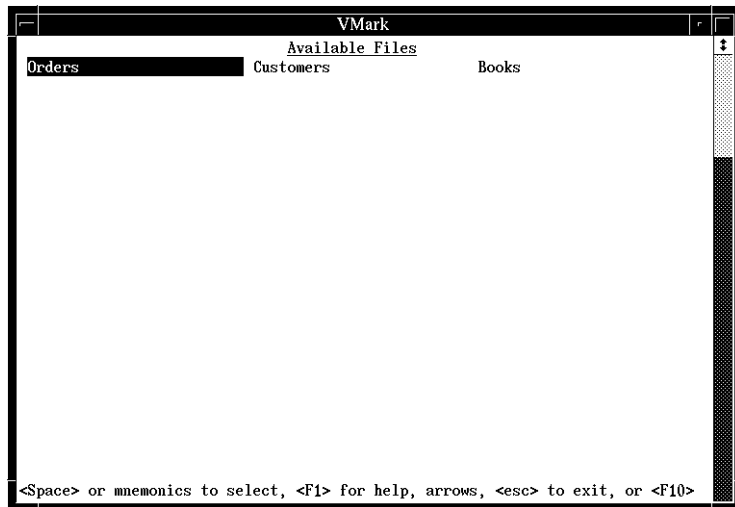 VMark
Available Files
Orders Customers Books
<Space> or mnemonics to select, <F1> for help, arrows, <esc> to exit, or <F10>